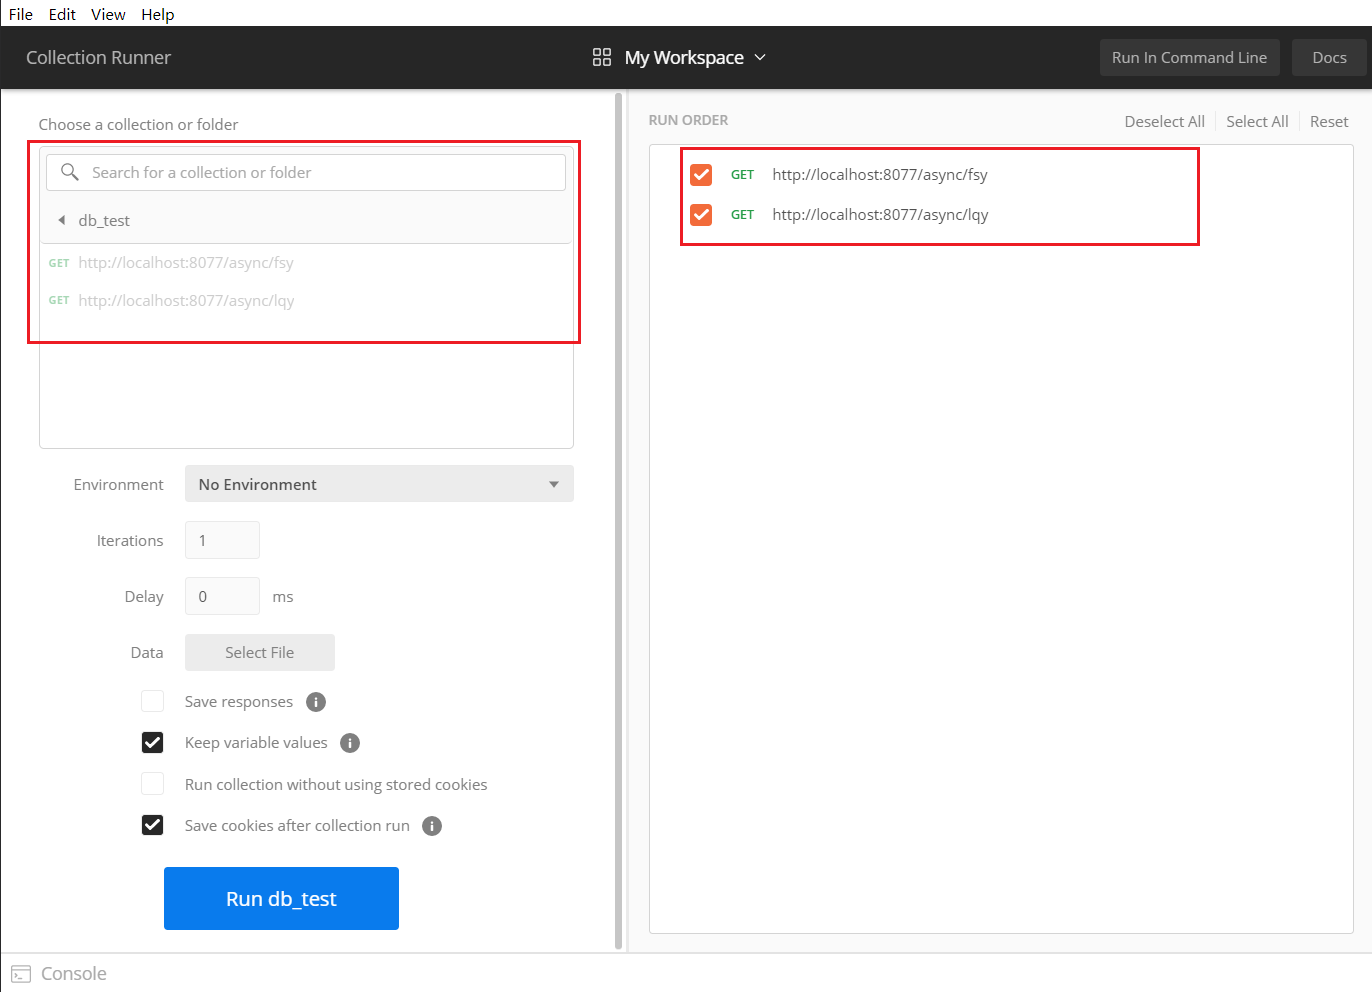 File Edit View Help
Collection Runner
My Workspace
Run In Command Line
Docs
Choose a collection or folder
Search for a collection or folder
db_test
GET http://localhost:8077/async/fsy
GET http://localhost:8077/async/lqy
Environment No Environment
Iterations 1
Delay 0 ms
Data Select File
Save responses
Keep variable values
Run collection without using stored cookies
Save cookies after collection run
Run db_test
RUN ORDER
Deselect All Select All Reset
GET http://localhost:8077/async/fsy
GET http://localhost:8077/async/lqy
Console